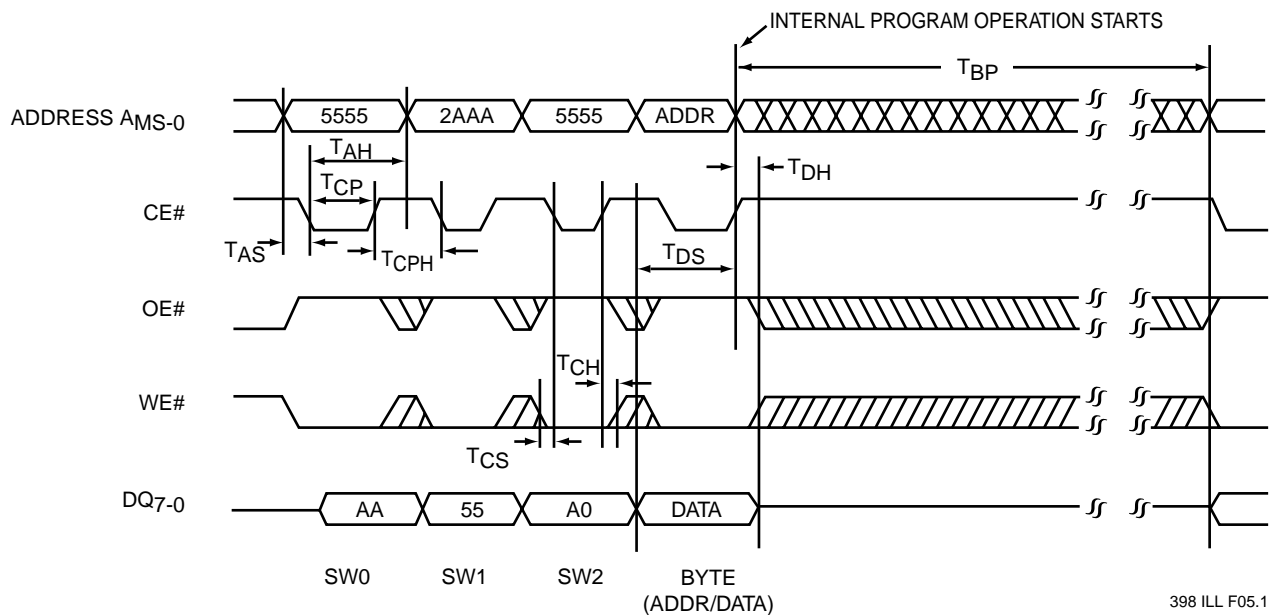 INTERNAL PROGRAM OPERATION STARTS
TBP
ADDRESS AMS-0
5555
2AAA
5555
ADDR
TAH
TDH
TCP
CE#
TAS
TCPH
TDS
OE#
TCH
WE#
TCS
DQ7-0
AA
55
A0
DATA
SW0
SW1
SW2
BYTE
(ADDR/DATA)
398 ILL F05.1